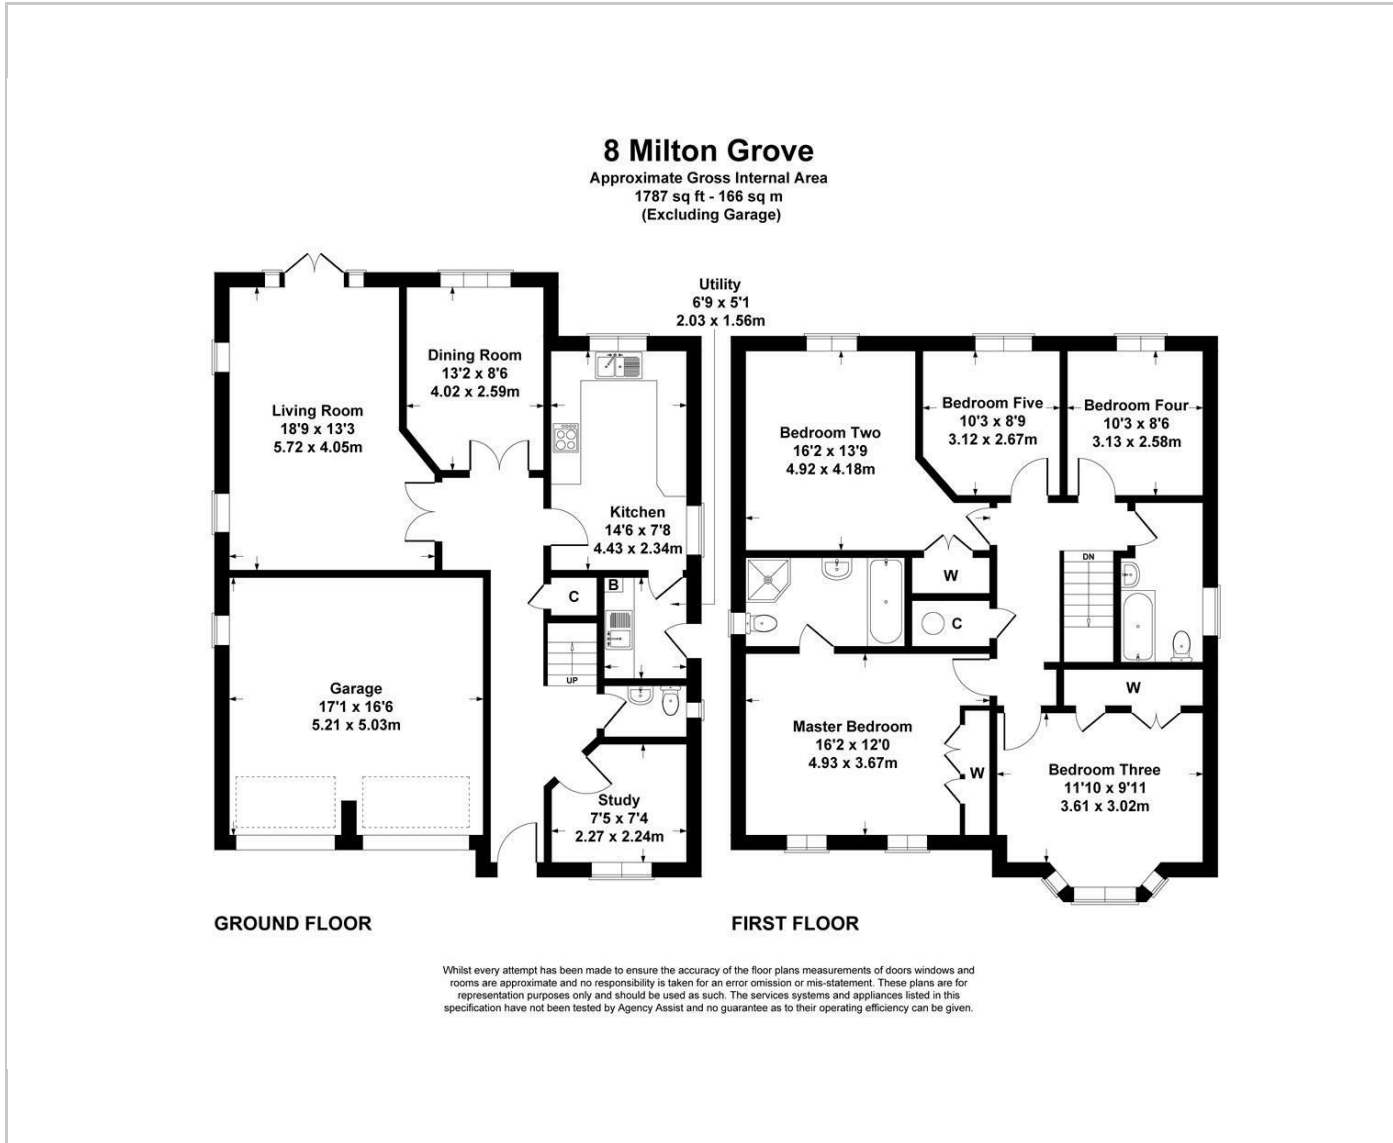 8 Milton Grove
Approximate Gross Internal Area
1787 sq ft - 166 sq m
(Excluding Garage)
Utility
6'9 x 5'1
2.03 x 1.56m
Dining Room
13'2 x 8'6
4.02 x 2.59m
Living Room
18'9 x 13'3
5.72 x 4.05m
Kitchen
14'6 x 7'8
4.43 x 2.34m
B
C
UP
Garage
17'1 x 16'6
5.21 x 5.03m
Study
7'5 x 7'4
2.27 x 2.24m
GROUND FLOOR
Bedroom Two
16'2 x 13'9
4.92 x 4.18m
Bedroom Five
10'3 x 8'9
3.12 x 2.67m
Bedroom Four
10'3 x 8'6
3.13 x 2.58m
W
DN
C
W
Master Bedroom
16'2 x 12'0
4.93 x 3.67m
W
Bedroom Three
11'10 x 9'11
3.61 x 3.02m
FIRST FLOOR
Whilst every attempt has been made to ensure the accuracy of the floor plans measurements of doors windows and
rooms are approximate and no responsibility is taken for an error omission or mis-statement. These plans are for
representation purposes only and should be used as such. The services systems and appliances listed in this
specification have not been tested by Agency Assist and no guarantee as to their operating efficiency can be given.